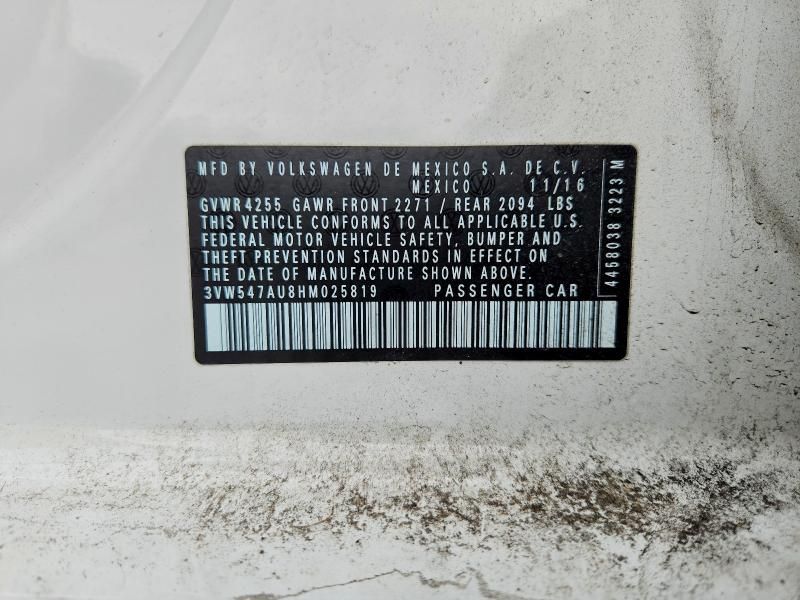 MFD BY VOLKSWAGEN DE MEXICO S.A. DE C.V.
MEXICO 11/16
GVWR 4255 GAWR FRONT 2271 / REAR 2094 LBS
THIS VEHICLE CONFORMS TO ALL APPLICABLE U.S.
FEDERAL MOTOR VEHICLE SAFETY, BUMPER AND
THEFT PREVENTION STANDARDS IN EFFECT ON
THE DATE OF MANUFACTURE SHOWN ABOVE.
3VW547AU8HM025819 PASSENGER CAR
4458038 3223 M